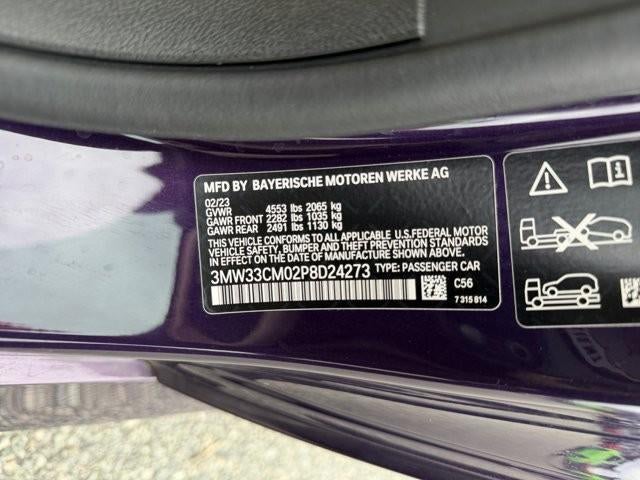 MFD BY BAYERISCHE MOTOREN WERKE AG
02/23
GVWR 4553 lbs 2065 kg
GAWR FRONT 2282 lbs 1035 kg
GAWR REAR 2491 lbs 1130 kg
THIS VEHICLE CONFORMS TO ALL APPLICABLE U.S.FEDERAL MOTOR
VEHICLE SAFETY, BUMPER AND THEFT PREVENTION STANDARDS
IN EFFECT ON THE DATE OF MANUFACTURE SHOWN ABOVE.
3MW33CM02P8D24273 TYPE: PASSENGER CAR
C56
7 315 814